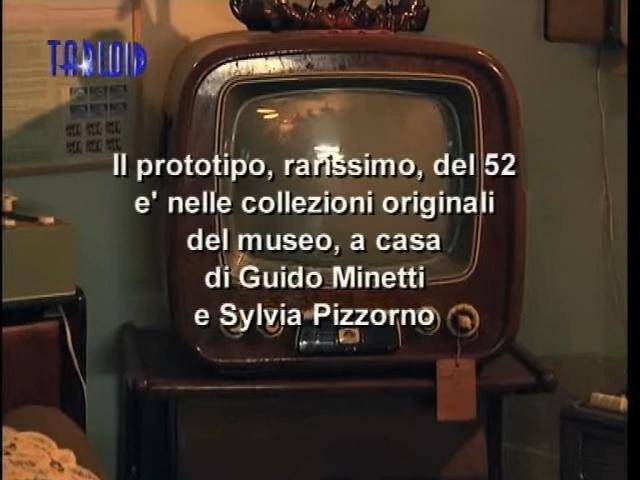 TABLOID
Il prototipo, rarissimo, del 52
e' nelle collezioni originali
del museo, a casa
di Guido Minetti
e Sylvia Pizzorno